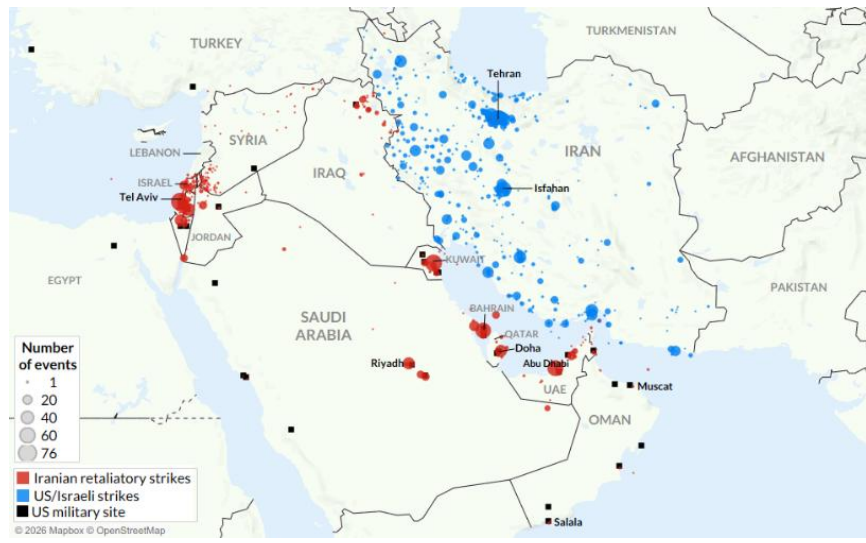 TURKEY
TURKMENISTAN
Tehran
SYRIA
LEBANON
IRAN
AFGHANISTAN
ISRAEL
IRAQ
Isfahan
Tel Aviv
JORDAN
KUWAIT
EGYPT
PAKISTAN
SAUDI
ARABIA
BAHRAIN
QATAR
Doha
Riyadh
Abu Dhabi
UAE
Muscat
OMAN
Salala
Number
of events
1
20
40
60
76
Iranian retaliatory strikes
US/Israeli strikes
US military site
© 2026 Mapbox © OpenStreetMap